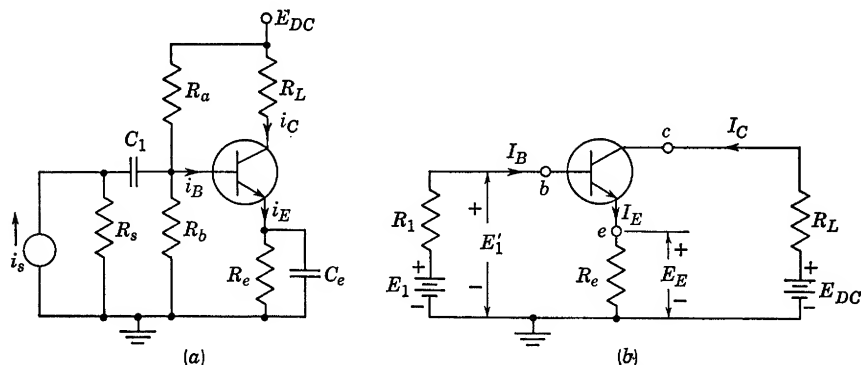 E_DC
R_a
R_L
i_C
C_1
i_B
i_s
R_s
R_b
i_E
R_e
C_e
(a)
c
I_C
I_B
b
R_1
+
E_1′
−
I_E
e
R_L
+
E_1
−
R_e
+
E_E
−
+
E_DC
−
(b)